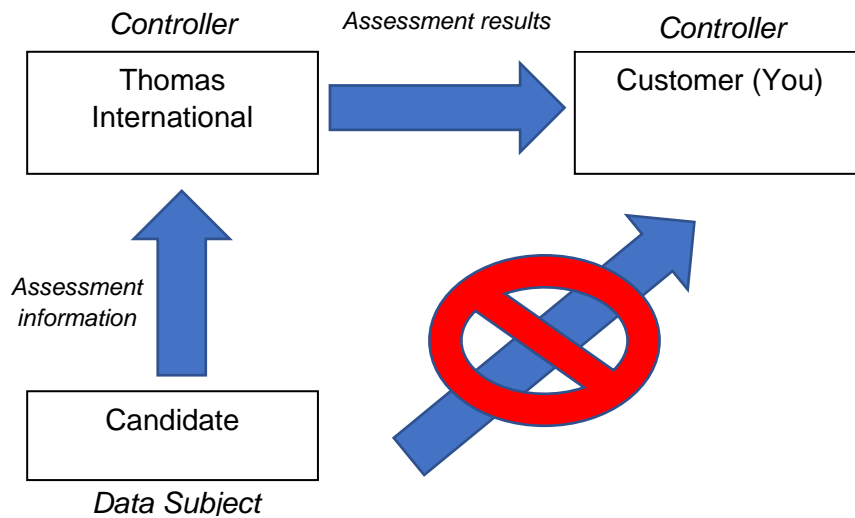 Controller
Assessment results
Controller
Thomas
International
Customer (You)
Assessment
information
Candidate
Data Subject